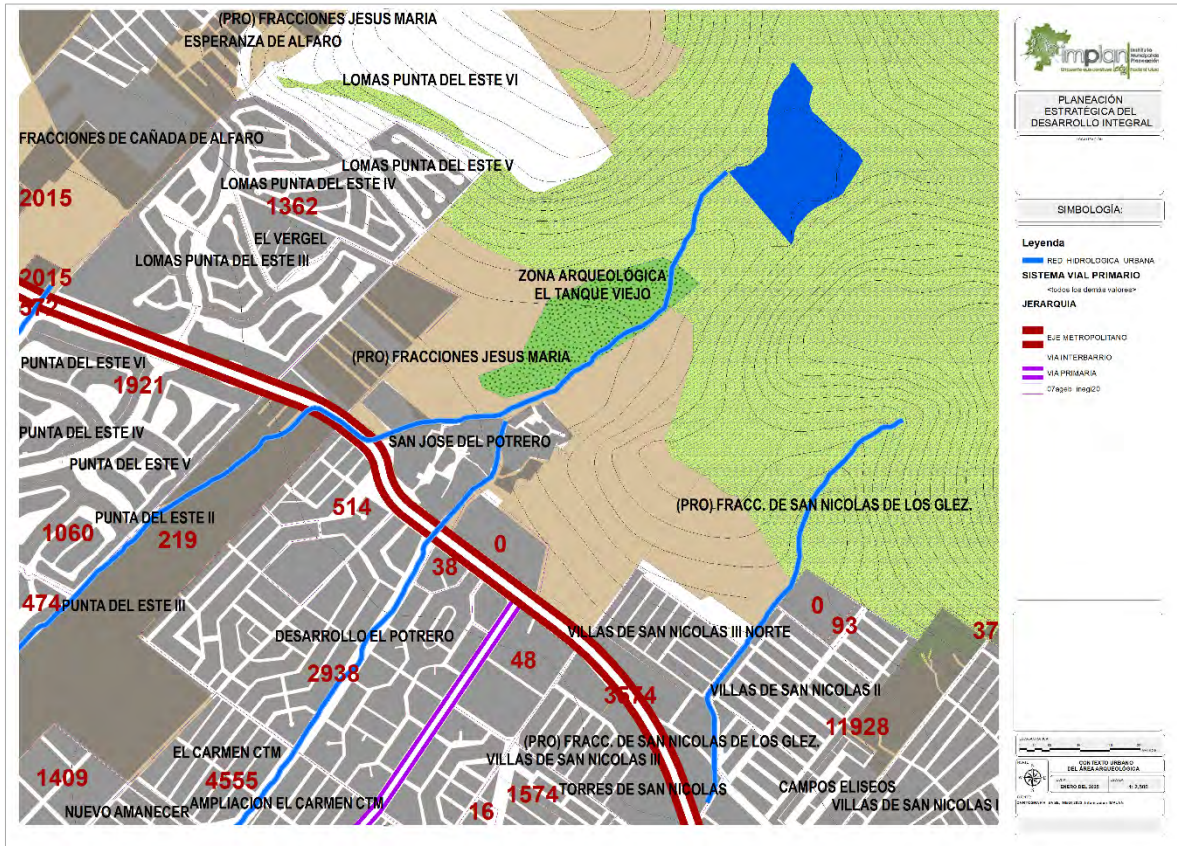 (PRO) FRACCIONES JESUS MARIA
ESPERANZA DE ALFARO
LOMAS PUNTA DEL ESTE VI
FRACCIONES DE CAÑADA DE ALFARO
LOMAS PUNTA DEL ESTE V
LOMAS PUNTA DEL ESTE IV
2015
1362
EL VERGEL
LOMAS PUNTA DEL ESTE III
2015
572
ZONA ARQUEOLÓGICA
EL TANQUE VIEJO
(PRO) FRACCIONES JESUS MARIA
PUNTA DEL ESTE VI
1921
PUNTA DEL ESTE IV
SAN JOSE DEL POTRERO
PUNTA DEL ESTE V
(PRO) FRACC. DE SAN NICOLAS DE LOS GLEZ.
514
PUNTA DEL ESTE II
1060
219
0
38
474
PUNTA DEL ESTE III
0
93
37
DESARROLLO EL POTRERO
VILLAS DE SAN NICOLAS III NORTE
48
2938
3574
VILLAS DE SAN NICOLAS II
11928
(PRO) FRACC. DE SAN NICOLAS DE LOS GLEZ.
EL CARMEN CTM
VILLAS DE SAN NICOLAS III
1409
4555
1574
TORRES DE SAN NICOLAS
CAMPOS ELISEOS
NUEVO AMANECER
AMPLIACION EL CARMEN CTM
16
VILLAS DE SAN NICOLAS I
implan
Instituto
Municipal de
Planeación
PLANEACIÓN
ESTRATÉGICA DEL
DESARROLLO INTEGRAL
SIMBOLOGÍA:
Leyenda
RED HIDROLOGICA URBANA
SISTEMA VIAL PRIMARIO
<todos los demás valores>
JERARQUIA
EJE METROPOLITANO
VIA INTERBARRIO
VIA PRIMARIA
07ageb inegi20
CONTEXTO URBANO
DEL ÁREA ARQUEOLÓGICA